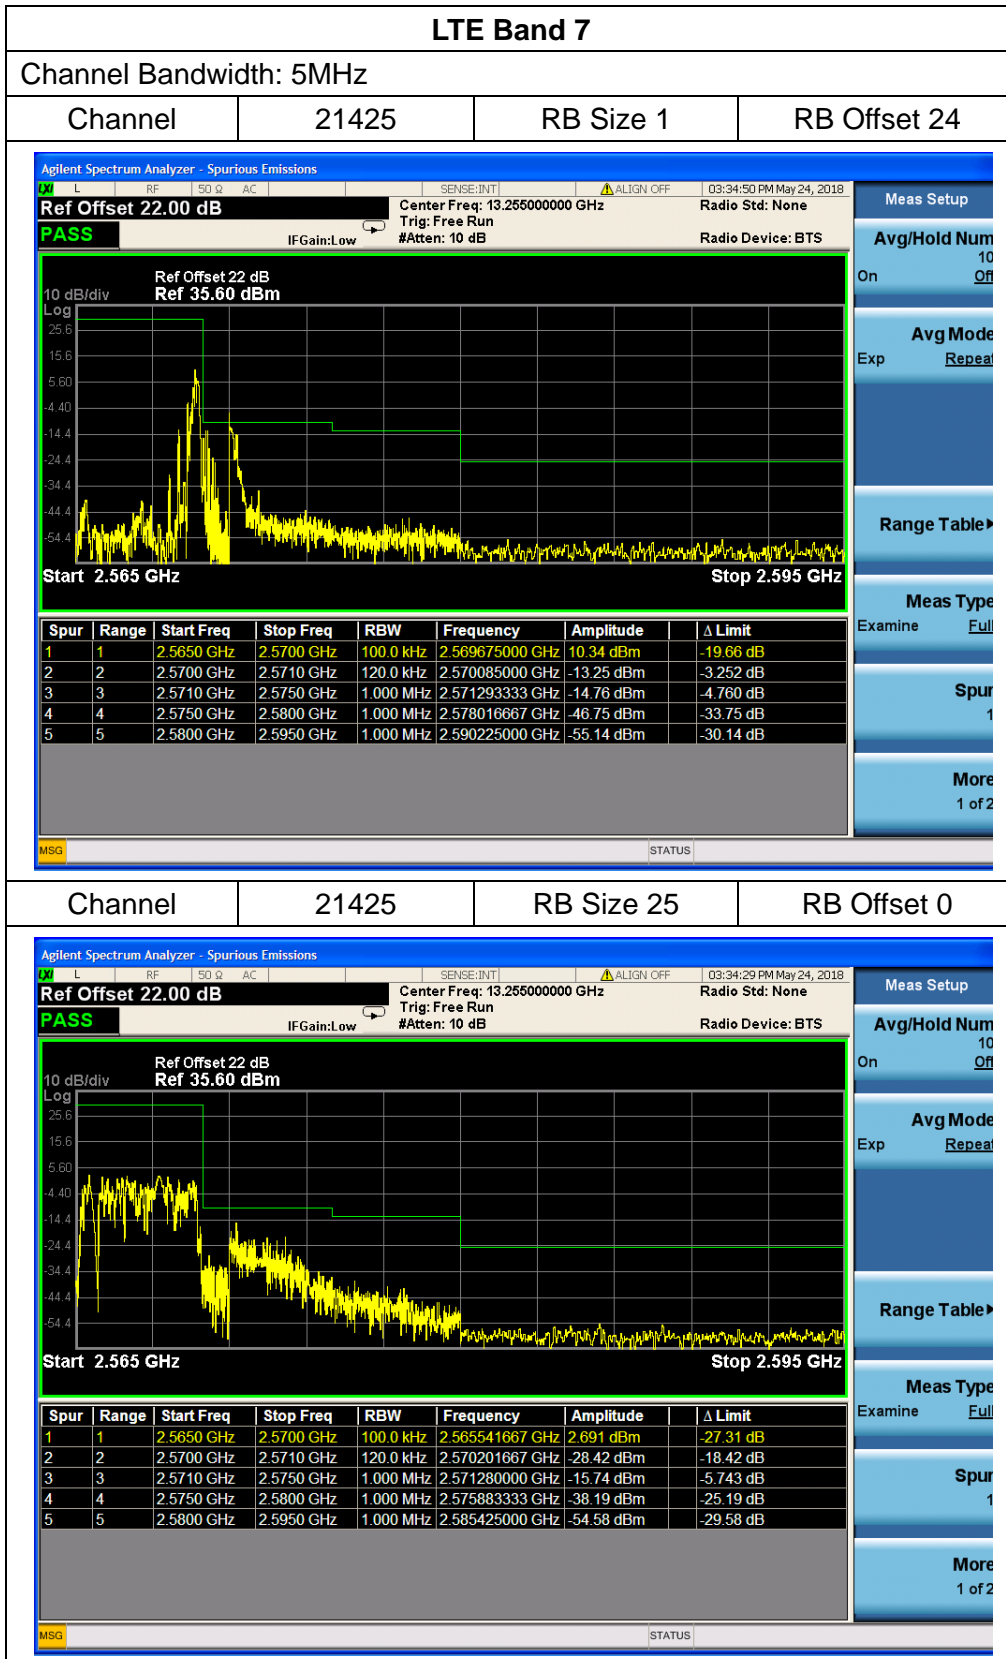 LTE Band 7
Channel Bandwidth: 5MHz
Channel 21425 RB Size 1 RB Offset 24
Agilent Spectrum Analyzer - Spurious Emissions
LXI L RF 50 Ω AC SENSE:INT ALIGN OFF 03:34:50 PM May 24, 2018
Ref Offset 22.00 dB Center Freq: 13.255000000 GHz Radio Std: None
Trig: Free Run
PASS IFGain:Low #Atten: 10 dB Radio Device: BTS
Ref Offset 22 dB
10 dB/div Ref 35.60 dBm
Log
25.6
15.6
5.60
-4.40
-14.4
-24.4
-34.4
-44.4
-54.4
Start 2.565 GHz Stop 2.595 GHz
Spur Range Start Freq Stop Freq RBW Frequency Amplitude Δ Limit
1 1 2.5650 GHz 2.5700 GHz 100.0 kHz 2.569675000 GHz 10.34 dBm -19.66 dB
2 2 2.5700 GHz 2.5710 GHz 120.0 kHz 2.570085000 GHz -13.25 dBm -3.252 dB
3 3 2.5710 GHz 2.5750 GHz 1.000 MHz 2.571293333 GHz -14.76 dBm -4.760 dB
4 4 2.5750 GHz 2.5800 GHz 1.000 MHz 2.578016667 GHz -46.75 dBm -33.75 dB
5 5 2.5800 GHz 2.5950 GHz 1.000 MHz 2.590225000 GHz -55.14 dBm -30.14 dB
MSG STATUS
Meas Setup
Avg/Hold Num
10
On Off
Avg Mode
Exp Repeat
Range Table
Meas Type
Examine Full
Spur
1
More
1 of 2
Channel 21425 RB Size 25 RB Offset 0
Agilent Spectrum Analyzer - Spurious Emissions
LXI L RF 50 Ω AC SENSE:INT ALIGN OFF 03:34:29 PM May 24, 2018
Ref Offset 22.00 dB Center Freq: 13.255000000 GHz Radio Std: None
Trig: Free Run
PASS IFGain:Low #Atten: 10 dB Radio Device: BTS
Ref Offset 22 dB
10 dB/div Ref 35.60 dBm
Log
25.6
15.6
5.60
-4.40
-14.4
-24.4
-34.4
-44.4
-54.4
Start 2.565 GHz Stop 2.595 GHz
Spur Range Start Freq Stop Freq RBW Frequency Amplitude Δ Limit
1 1 2.5650 GHz 2.5700 GHz 100.0 kHz 2.565541667 GHz 2.691 dBm -27.31 dB
2 2 2.5700 GHz 2.5710 GHz 120.0 kHz 2.570201667 GHz -28.42 dBm -18.42 dB
3 3 2.5710 GHz 2.5750 GHz 1.000 MHz 2.571280000 GHz -15.74 dBm -5.743 dB
4 4 2.5750 GHz 2.5800 GHz 1.000 MHz 2.575883333 GHz -38.19 dBm -25.19 dB
5 5 2.5800 GHz 2.5950 GHz 1.000 MHz 2.585425000 GHz -54.58 dBm -29.58 dB
MSG STATUS
Meas Setup
Avg/Hold Num
10
On Off
Avg Mode
Exp Repeat
Range Table
Meas Type
Examine Full
Spur
1
More
1 of 2